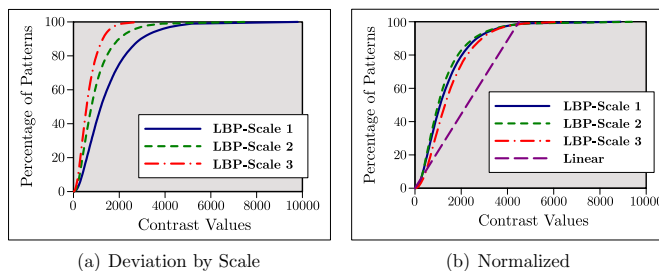 Percentage of Patterns
100
80
60
40
20
0
LBP-Scale 1
LBP-Scale 2
LBP-Scale 3
0 2000 4000 6000 8000 10000
Contrast Values
(a) Deviation by Scale
Percentage of Patterns
100
80
60
40
20
0
LBP-Scale 1
LBP-Scale 2
LBP-Scale 3
Linear
0 2000 4000 6000 8000 10000
Contrast Values
(b) Normalized